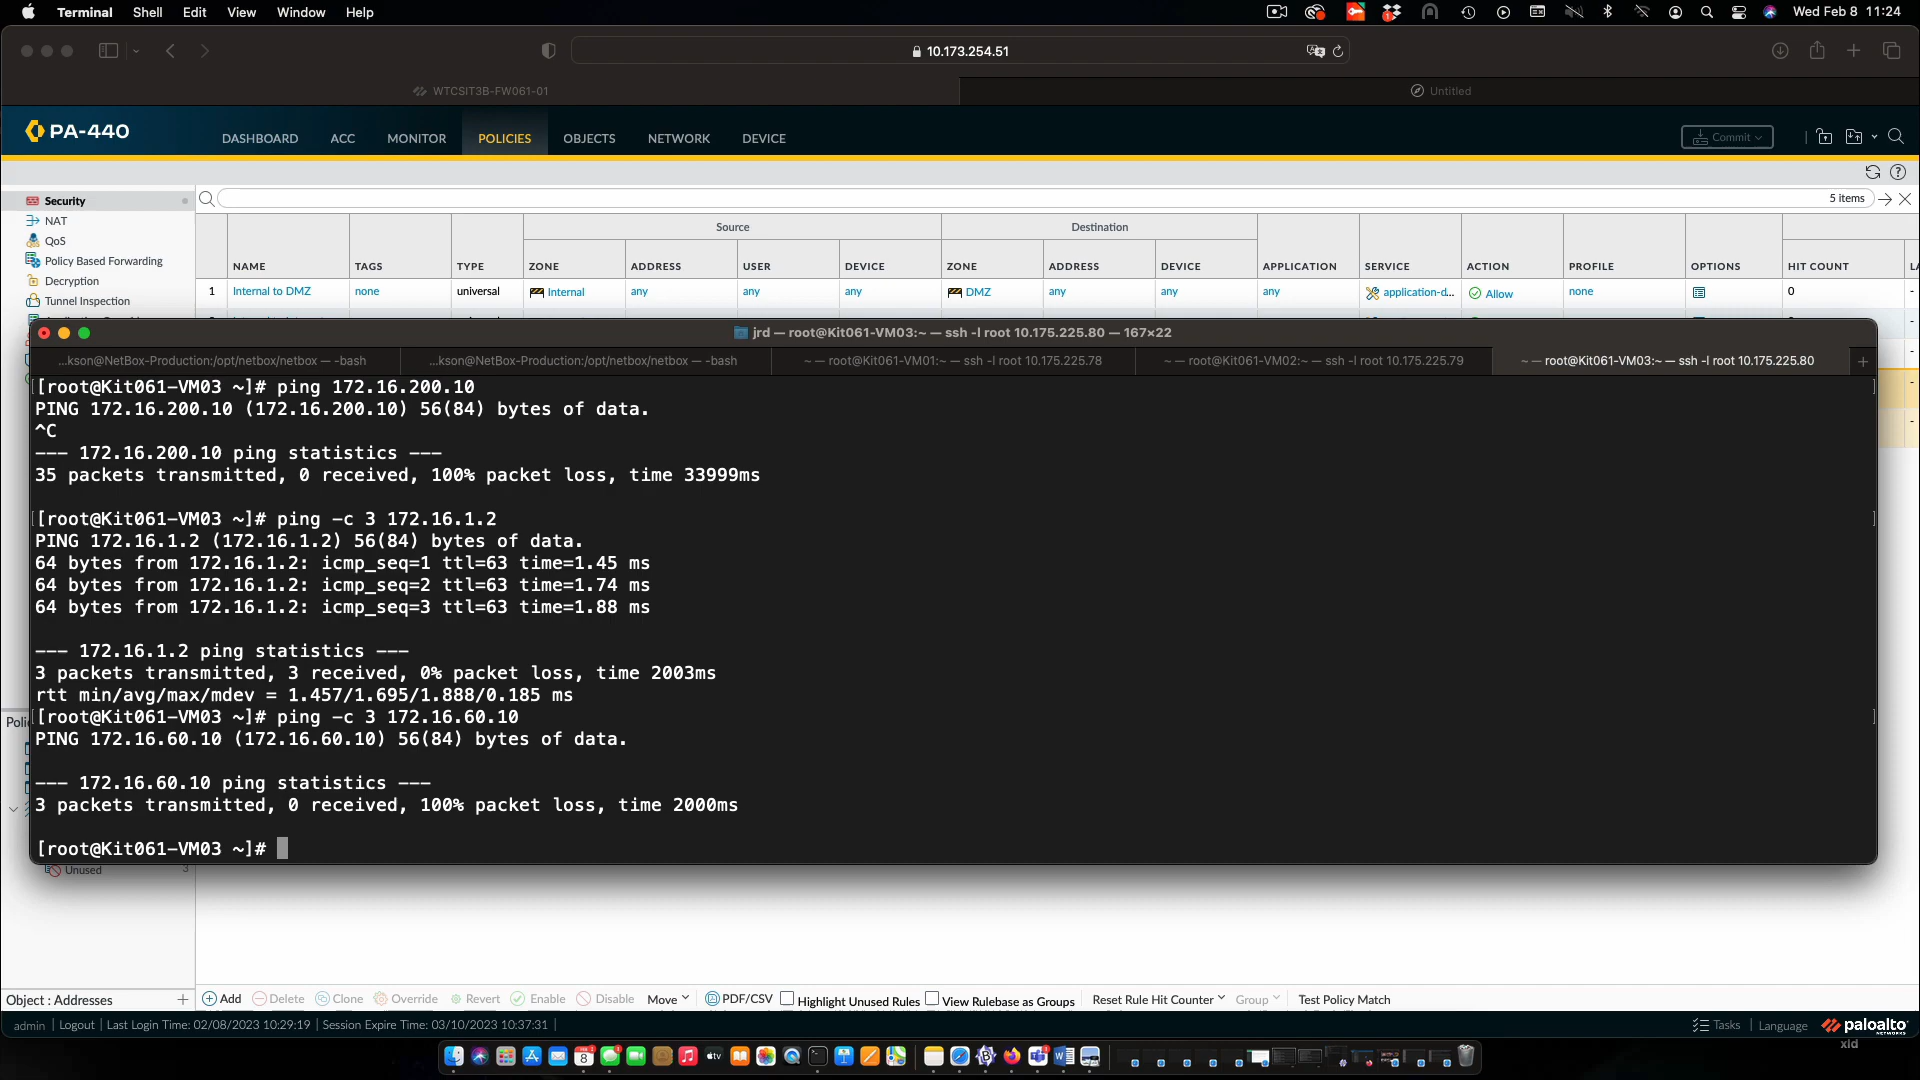 Terminal Shell Edit View Window Help
Wed Feb 8 11:24
10.173.254.51
WTCSIT3B-FW061-01
Untitled
PA-440
DASHBOARD ACC MONITOR POLICIES OBJECTS NETWORK DEVICE
Commit
Security
NAT
QoS
Policy Based Forwarding
Decryption
Tunnel Inspection
5 items
Source
Destination
NAME TAGS TYPE ZONE ADDRESS USER DEVICE ZONE ADDRESS DEVICE APPLICATION SERVICE ACTION PROFILE OPTIONS HIT COUNT
1 Internal to DMZ none universal Internal any any any DMZ any any any application-d... Allow none 0 -
jrd — root@Kit061-VM03:~ — ssh -l root 10.175.225.80 — 167×22
...kson@NetBox-Production:/opt/netbox/netbox — -bash
...kson@NetBox-Production:/opt/netbox/netbox — -bash
~ — root@Kit061-VM01:~ — ssh -l root 10.175.225.78
~ — root@Kit061-VM02:~ — ssh -l root 10.175.225.79
~ — root@Kit061-VM03:~ — ssh -l root 10.175.225.80
[root@Kit061-VM03 ~]# ping 172.16.200.10
PING 172.16.200.10 (172.16.200.10) 56(84) bytes of data.
^C
--- 172.16.200.10 ping statistics ---
35 packets transmitted, 0 received, 100% packet loss, time 33999ms
[root@Kit061-VM03 ~]# ping -c 3 172.16.1.2
PING 172.16.1.2 (172.16.1.2) 56(84) bytes of data.
64 bytes from 172.16.1.2: icmp_seq=1 ttl=63 time=1.45 ms
64 bytes from 172.16.1.2: icmp_seq=2 ttl=63 time=1.74 ms
64 bytes from 172.16.1.2: icmp_seq=3 ttl=63 time=1.88 ms
--- 172.16.1.2 ping statistics ---
3 packets transmitted, 3 received, 0% packet loss, time 2003ms
rtt min/avg/max/mdev = 1.457/1.695/1.888/0.185 ms
[root@Kit061-VM03 ~]# ping -c 3 172.16.60.10
PING 172.16.60.10 (172.16.60.10) 56(84) bytes of data.
--- 172.16.60.10 ping statistics ---
3 packets transmitted, 0 received, 100% packet loss, time 2000ms
[root@Kit061-VM03 ~]#
Unused 3
Object : Addresses
Add Delete Clone Override Revert Enable Disable Move PDF/CSV Highlight Unused Rules View Rulebase as Groups Reset Rule Hit Counter Group Test Policy Match
admin | Logout | Last Login Time: 02/08/2023 10:29:19 | Session Expire Time: 03/10/2023 10:37:31 |
Tasks | Language
paloalto
NETWORKS
xld